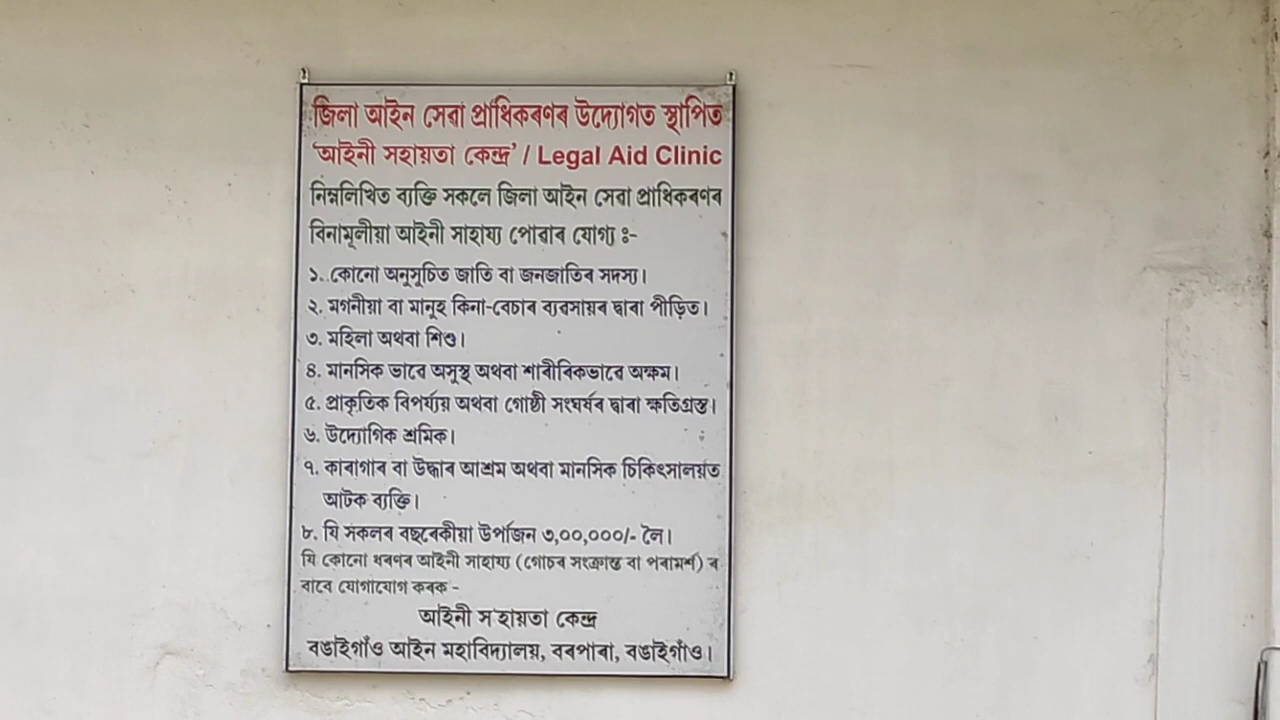 জিলা আইন সেৱা প্ৰাধিকৰণৰ উদ্যোগত স্থাপিত
'আইনী সহায়তা কেন্দ্ৰ' / Legal Aid Clinic
নিম্নলিখিত ব্যক্তি সকলে জিলা আইন সেৱা প্ৰাধিকৰণৰ
বিনামূলীয়া আইনী সাহায্য পোৱাৰ যোগ্য ঃ-
১. কোনো অনুসূচিত জাতি বা জনজাতিৰ সদস্য।
২. মগনীয়া বা মানুহ কিনা-বেচাৰ ব্যৱসায়ৰ দ্বাৰা পীড়িত।
৩. মহিলা অথবা শিশু।
৪. মানসিক ভাৱে অসুস্থ অথবা শাৰীৰিকভাৱে অক্ষম।
৫. প্ৰাকৃতিক বিপৰ্য্যয় অথবা গোষ্ঠী সংঘৰ্ষৰ দ্বাৰা ক্ষতিগ্ৰস্ত।
৬. উদ্যোগিক শ্ৰমিক।
৭. কাৰাগাৰ বা উদ্ধাৰ আশ্ৰম অথবা মানসিক চিকিৎসালয়ত
আটক ব্যক্তি।
৮. যি সকলৰ বছৰেকীয়া উপাৰ্জন ৩,০০,০০০/- লৈ।
যি কোনো ধৰণৰ আইনী সাহায্য (গোচৰ সংক্ৰান্ত বা পৰামৰ্শ) ৰ
বাবে যোগাযোগ কৰক -
আইনী সহায়তা কেন্দ্ৰ
বঙাইগাঁও আইন মহাবিদ্যালয়, বৰপাৰা, বঙাইগাঁও।